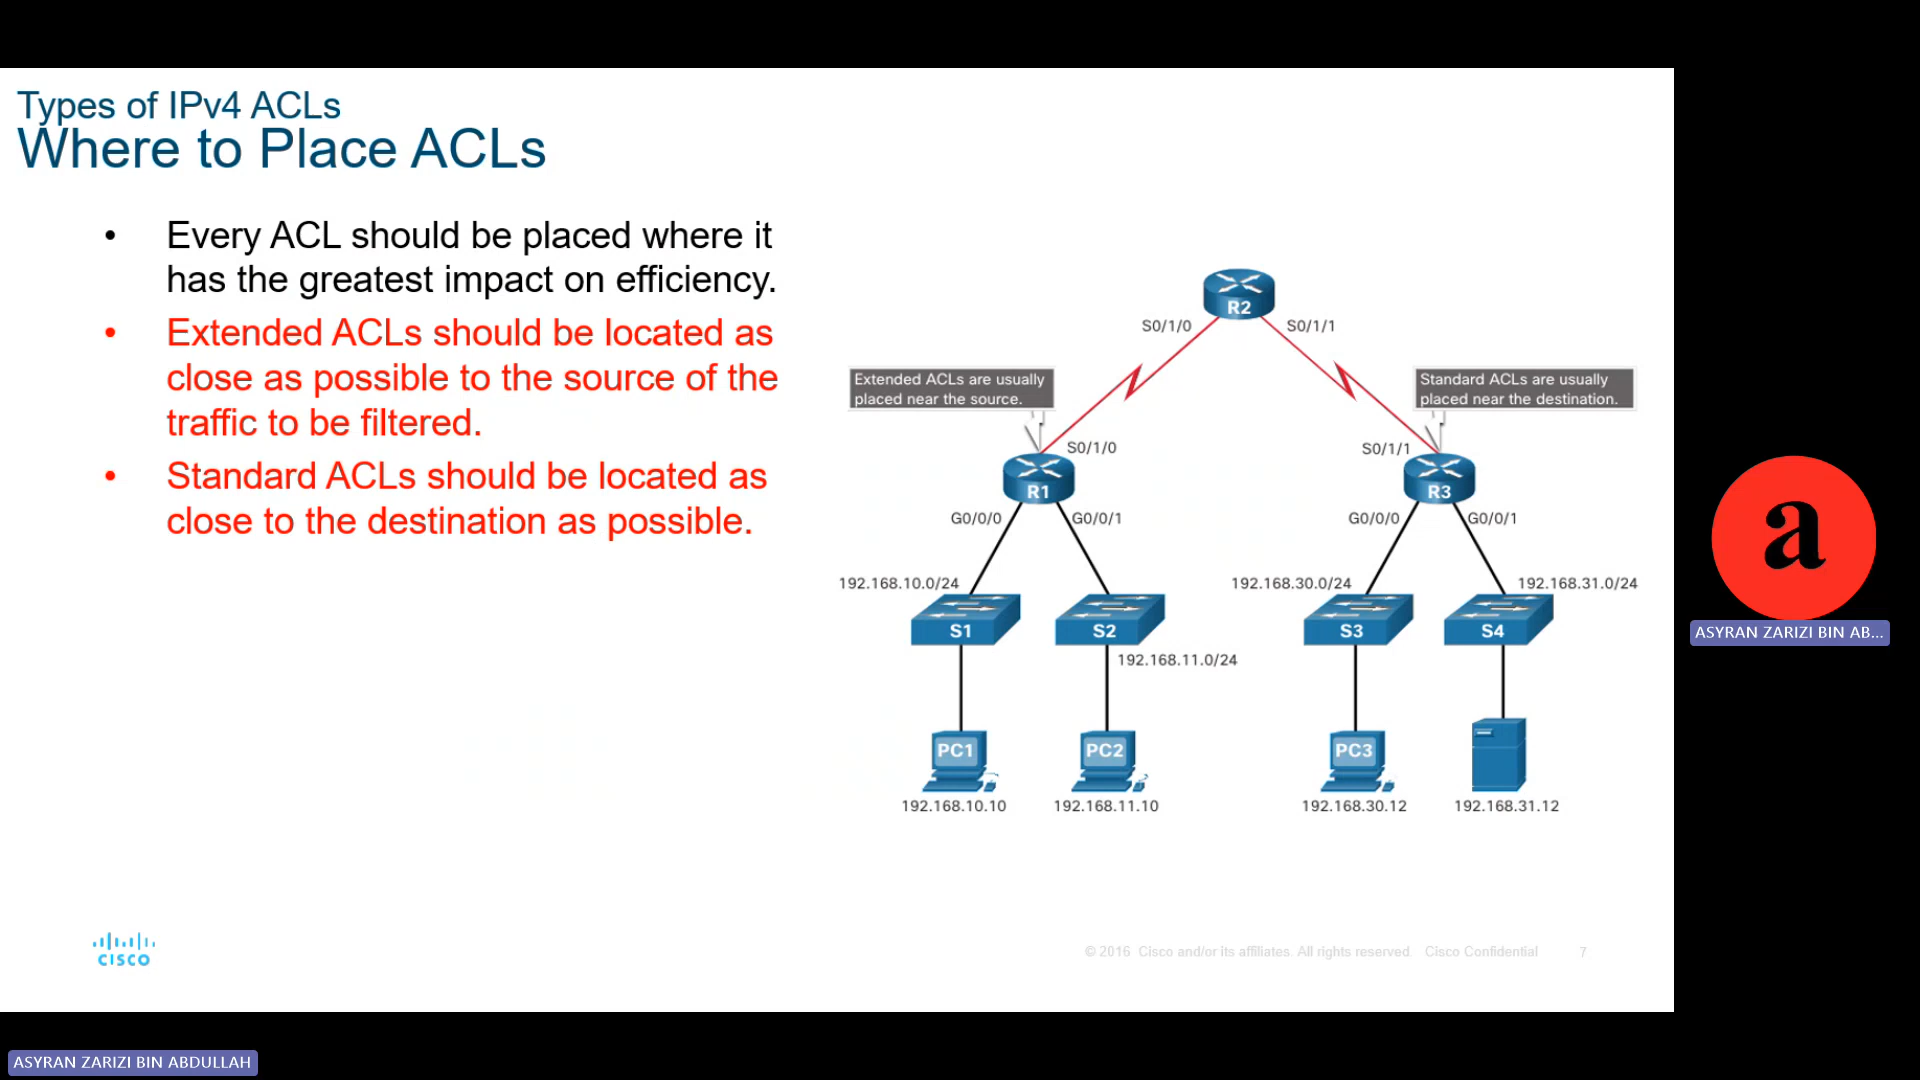 Types of IPv4 ACLs
Where to Place ACLs
• Every ACL should be placed where it
has the greatest impact on efficiency.
• Extended ACLs should be located as
close as possible to the source of the
traffic to be filtered.
• Standard ACLs should be located as
close to the destination as possible.
R2
S0/1/0
S0/1/1
Extended ACLs are usually
placed near the source.
Standard ACLs are usually
placed near the destination.
S0/1/0
S0/1/1
R1
R3
G0/0/0
G0/0/1
G0/0/0
G0/0/1
192.168.10.0/24
192.168.30.0/24
192.168.31.0/24
S1
S2
S3
S4
192.168.11.0/24
PC1
PC2
PC3
192.168.10.10
192.168.11.10
192.168.30.12
192.168.31.12
CISCO
© 2016 Cisco and/or its affiliates. All rights reserved. Cisco Confidential
7
a
ASYRAN ZARIZI BIN AB...
ASYRAN ZARIZI BIN ABDULLAH